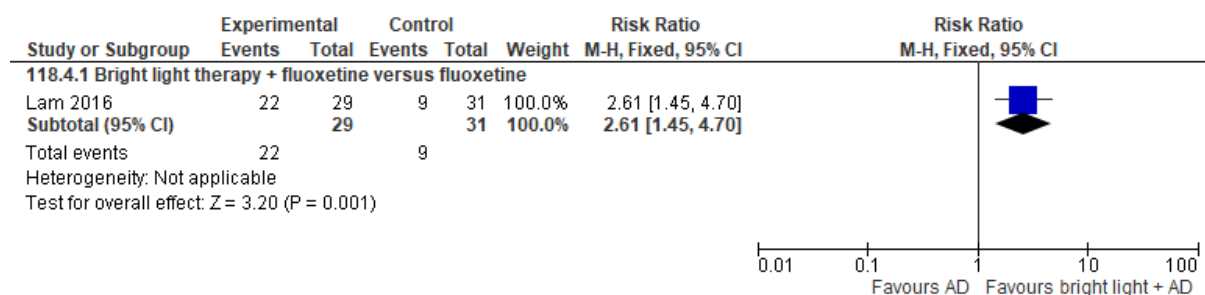 Experimental Control Risk Ratio Risk Ratio
Study or Subgroup Events Total Events Total Weight M-H, Fixed, 95% CI M-H, Fixed, 95% CI
118.4.1 Bright light therapy + fluoxetine versus fluoxetine
Lam 2016 22 29 9 31 100.0% 2.61 [1.45, 4.70]
Subtotal (95% CI) 29 31 100.0% 2.61 [1.45, 4.70]
Total events 22 9
Heterogeneity: Not applicable
Test for overall effect: Z = 3.20 (P = 0.001)
0.01 0.1 1 10 100
Favours AD Favours bright light + AD